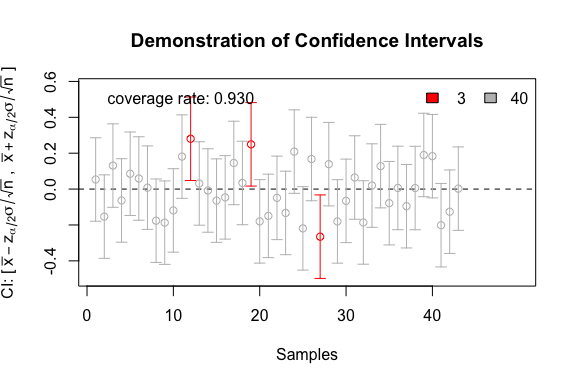 Demonstration of Confidence Intervals
CI: [ x̅ − zα/2σ/√n , x̅ + zα/2σ/√n ]
0.6
0.4
0.2
0.0
-0.4
coverage rate: 0.930
3
40
0 10 20 30 40
Samples